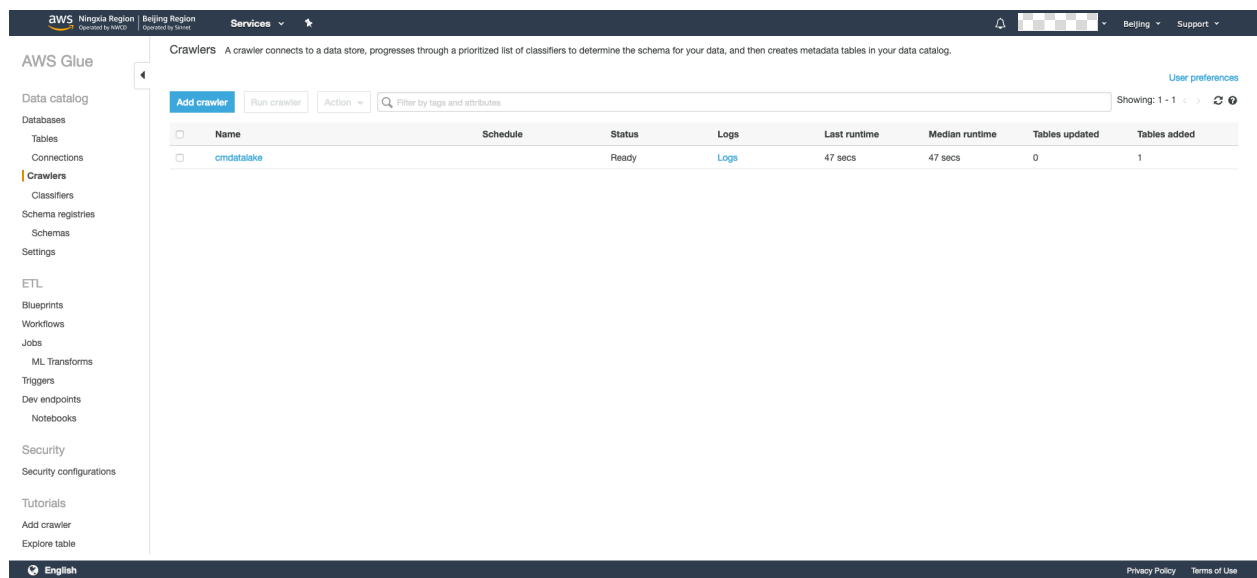 aws Ningxia Region | Beijing Region Services Beijing Support
Operated by NWCD | Operated by Sinnet
AWS Glue
Data catalog
Databases
Tables
Connections
Crawlers
Classifiers
Schema registries
Schemas
Settings
ETL
Blueprints
Workflows
Jobs
ML Transforms
Triggers
Dev endpoints
Notebooks
Security
Security configurations
Tutorials
Add crawler
Explore table
Crawlers A crawler connects to a data store, progresses through a prioritized list of classifiers to determine the schema for your data, and then creates metadata tables in your data catalog.
User preferences
Add crawler Run crawler Action Filter by tags and attributes Showing: 1 - 1
Name Schedule Status Logs Last runtime Median runtime Tables updated Tables added
cmdatalake Ready Logs 47 secs 47 secs 0 1
English Privacy Policy Terms of Use